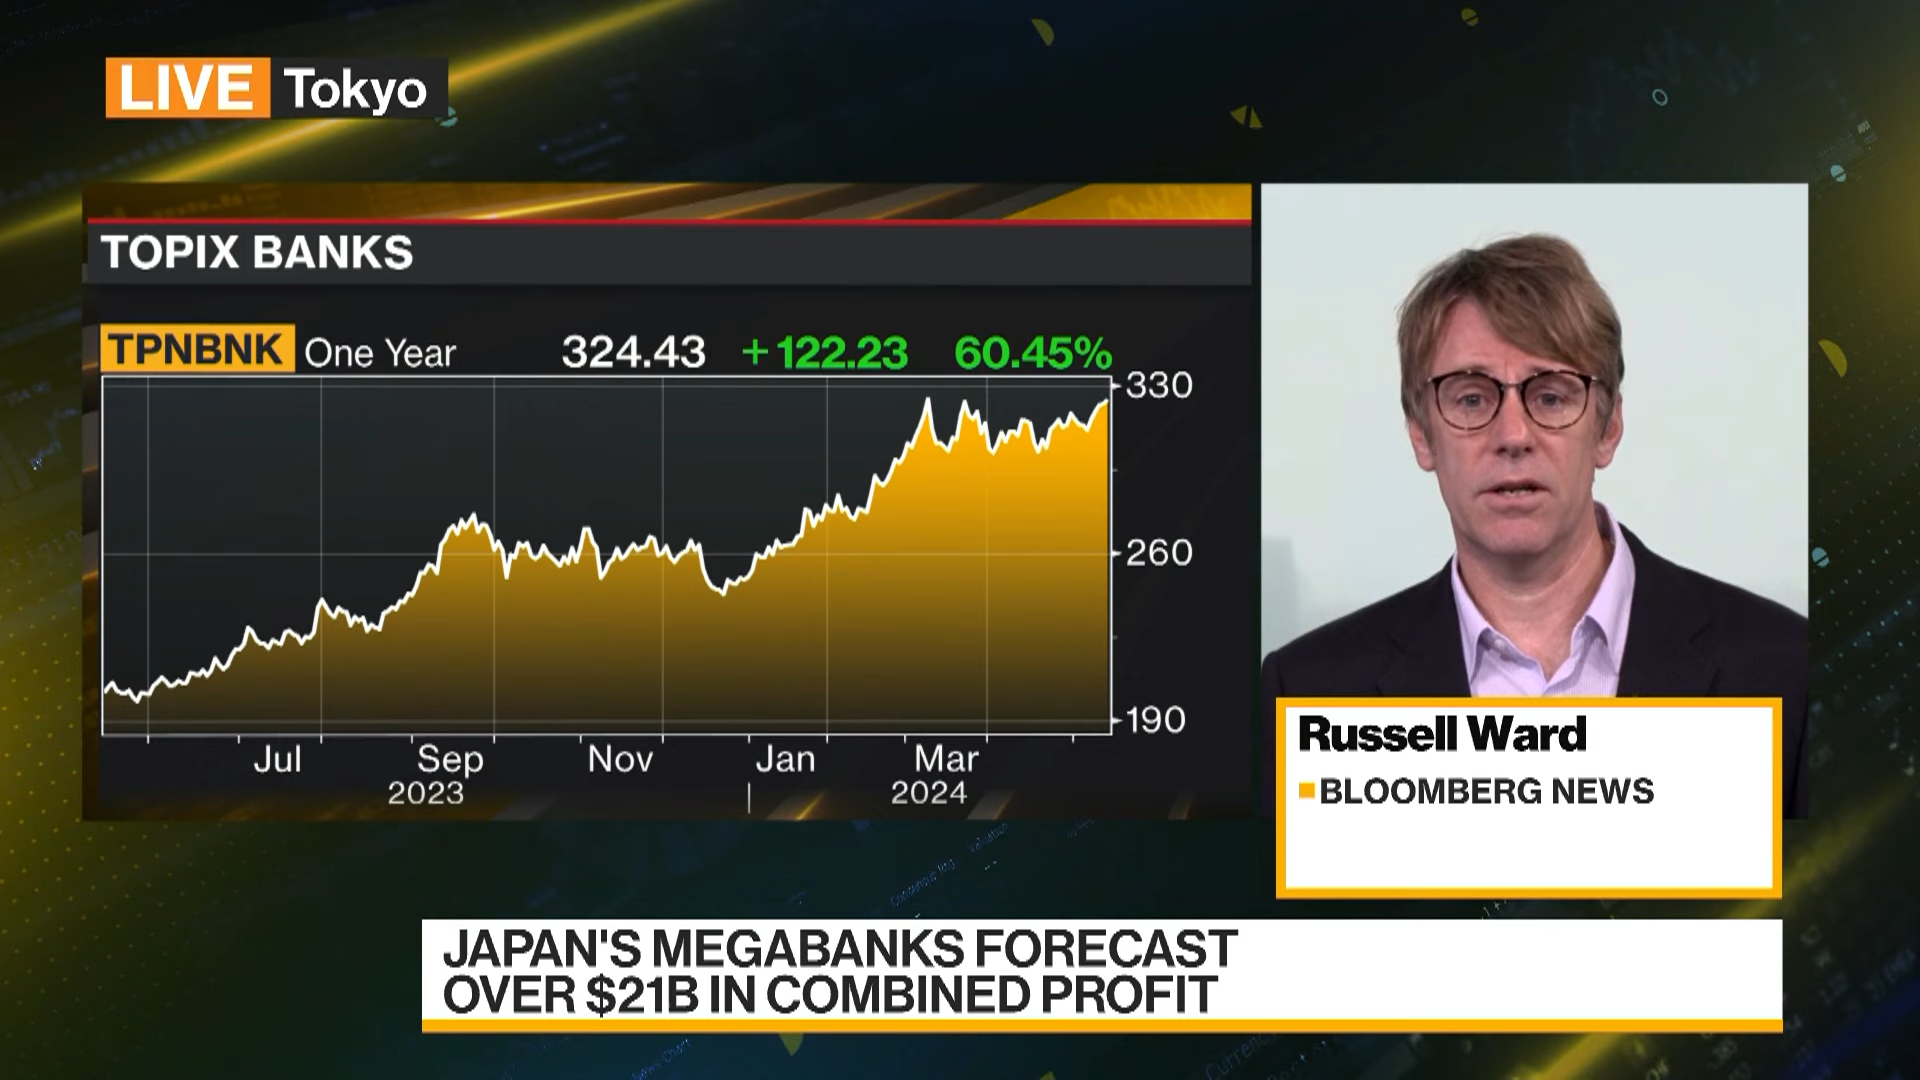 LIVE Tokyo
TOPIX BANKS
TPNBNK One Year 324.43 +122.23 60.45%
330
260
190
Jul Sep Nov Jan Mar
2023 2024
Russell Ward
BLOOMBERG NEWS
JAPAN'S MEGABANKS FORECAST
OVER $21B IN COMBINED PROFIT